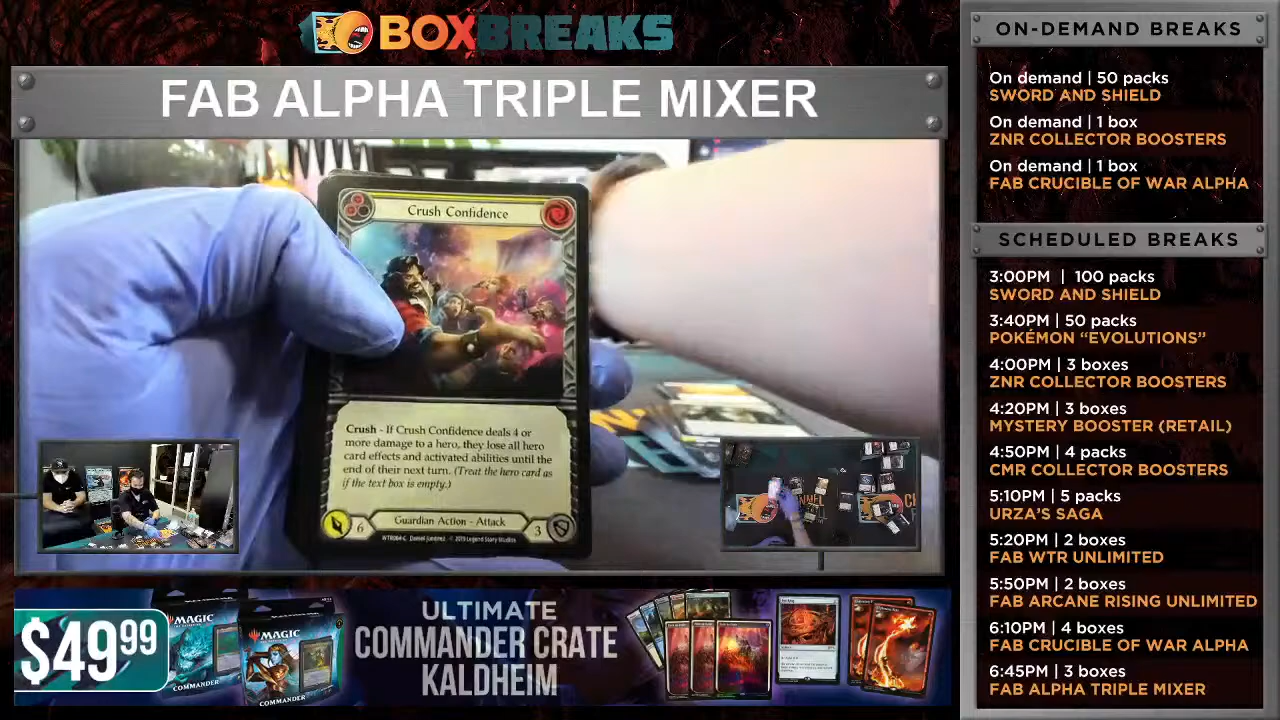 BOXBREAKS
FAB ALPHA TRIPLE MIXER
Crush Confidence
Crush - If Crush Confidence deals 4 or
more damage to a hero, they lose all hero
card effects and activated abilities until the
end of their next turn. (Treat the hero card as
if the text box is empty.)
6
Guardian Action - Attack
3
$49.99
MAGIC
COMMANDER
MAGIC
COMMANDER
ULTIMATE
COMMANDER CRATE
KALDHEIM
ON-DEMAND BREAKS
On demand | 50 packs
SWORD AND SHIELD
On demand | 1 box
ZNR COLLECTOR BOOSTERS
On demand | 1 box
FAB CRUCIBLE OF WAR ALPHA
SCHEDULED BREAKS
3:00PM | 100 packs
SWORD AND SHIELD
3:40PM | 50 packs
POKÉMON “EVOLUTIONS”
4:00PM | 3 boxes
ZNR COLLECTOR BOOSTERS
4:20PM | 3 boxes
MYSTERY BOOSTER (RETAIL)
4:50PM | 4 packs
CMR COLLECTOR BOOSTERS
5:10PM | 5 packs
URZA’S SAGA
5:20PM | 2 boxes
FAB WTR UNLIMITED
5:50PM | 2 boxes
FAB ARCANE RISING UNLIMITED
6:10PM | 4 boxes
FAB CRUCIBLE OF WAR ALPHA
6:45PM | 3 boxes
FAB ALPHA TRIPLE MIXER